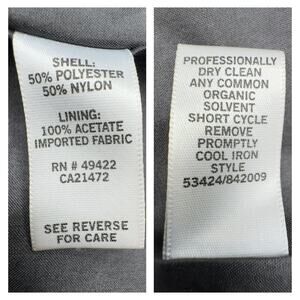 SHELL:
50% POLYESTER
50% NYLON
LINING:
100% ACETATE
IMPORTED FABRIC
RN # 49422
CA21472
SEE REVERSE
FOR CARE
PROFESSIONALLY
DRY CLEAN
ANY COMMON
ORGANIC
SOLVENT
SHORT CYCLE
REMOVE
PROMPTLY
COOL IRON
STYLE
53424/842009